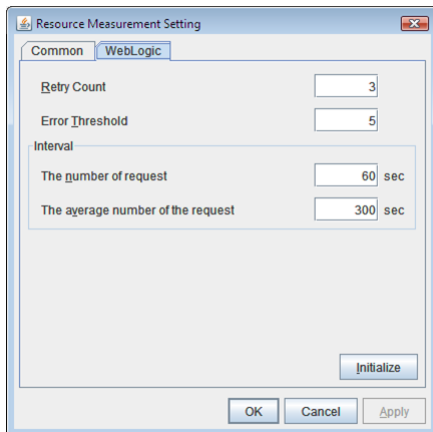 Resource Measurement Setting
Common WebLogic
Retry Count 3
Error Threshold 5
Interval
The number of request 60 sec
The average number of the request 300 sec
Initialize
OK Cancel Apply